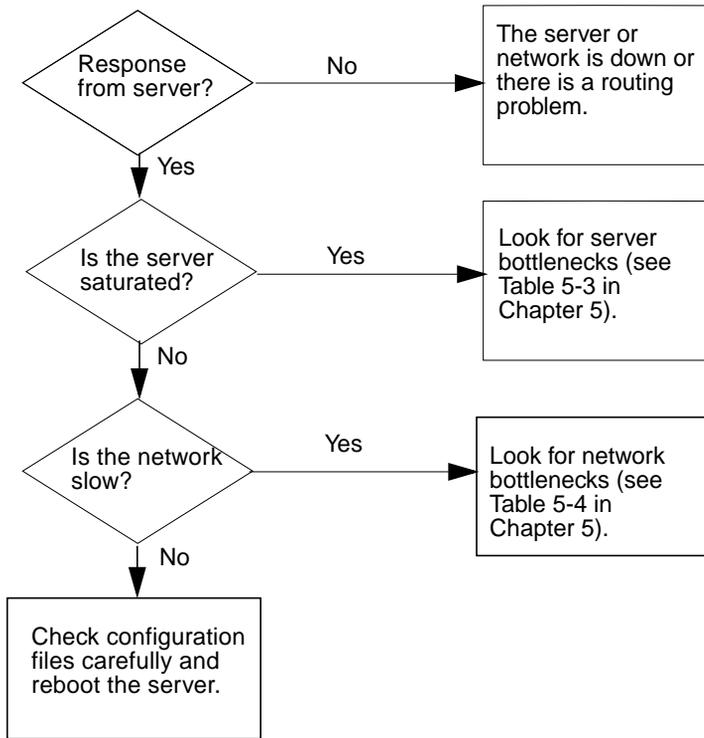 Response
from server?
No
The server or
network is down or
there is a routing
problem.
Yes
Is the server
saturated?
Yes
Look for server
bottlenecks (see
Table 5-3 in
Chapter 5).
No
Is the network
slow?
Yes
Look for network
bottlenecks (see
Table 5-4 in
Chapter 5).
No
Check configuration
files carefully and
reboot the server.